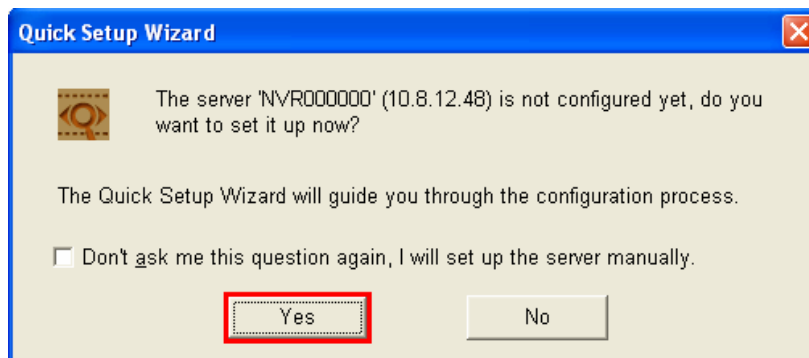 Quick Setup Wizard
The server 'NVR000000' (10.8.12.48) is not configured yet, do you
want to set it up now?
The Quick Setup Wizard will guide you through the configuration process.
Don't ask me this question again, I will set up the server manually.
Yes
No